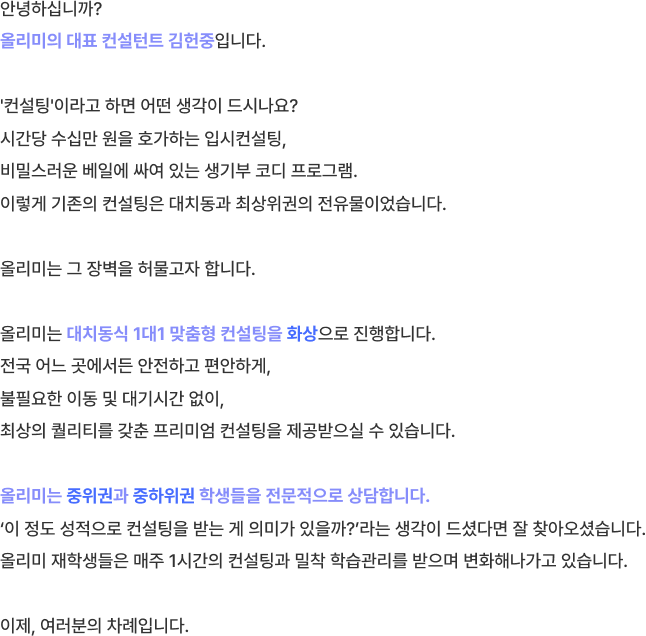 안녕하십니까?
올리미의 대표 컨설턴트 김헌중입니다.
'컨설팅'이라고 하면 어떤 생각이 드시나요?
시간당 수십만 원을 호가하는 입시컨설팅,
비밀스러운 베일에 싸여 있는 생기부 코디 프로그램.
이렇게 기존의 컨설팅은 대치동과 최상위권의 전유물이었습니다.
올리미는 그 장벽을 허물고자 합니다.
올리미는 대치동식 1대1 맞춤형 컨설팅을 화상으로 진행합니다.
전국 어느 곳에서든 안전하고 편안하게,
불필요한 이동 및 대기시간 없이,
최상의 퀄리티를 갖춘 프리미엄 컨설팅을 제공받으실 수 있습니다.
올리미는 중위권과 중하위권 학생들을 전문적으로 상담합니다.
‘이 정도 성적으로 컨설팅을 받는 게 의미가 있을까?’라는 생각이 드셨다면 잘 찾아오셨습니다.
올리미 재학생들은 매주 1시간의 컨설팅과 밀착 학습관리를 받으며 변화해나가고 있습니다.
이제, 여러분의 차례입니다.